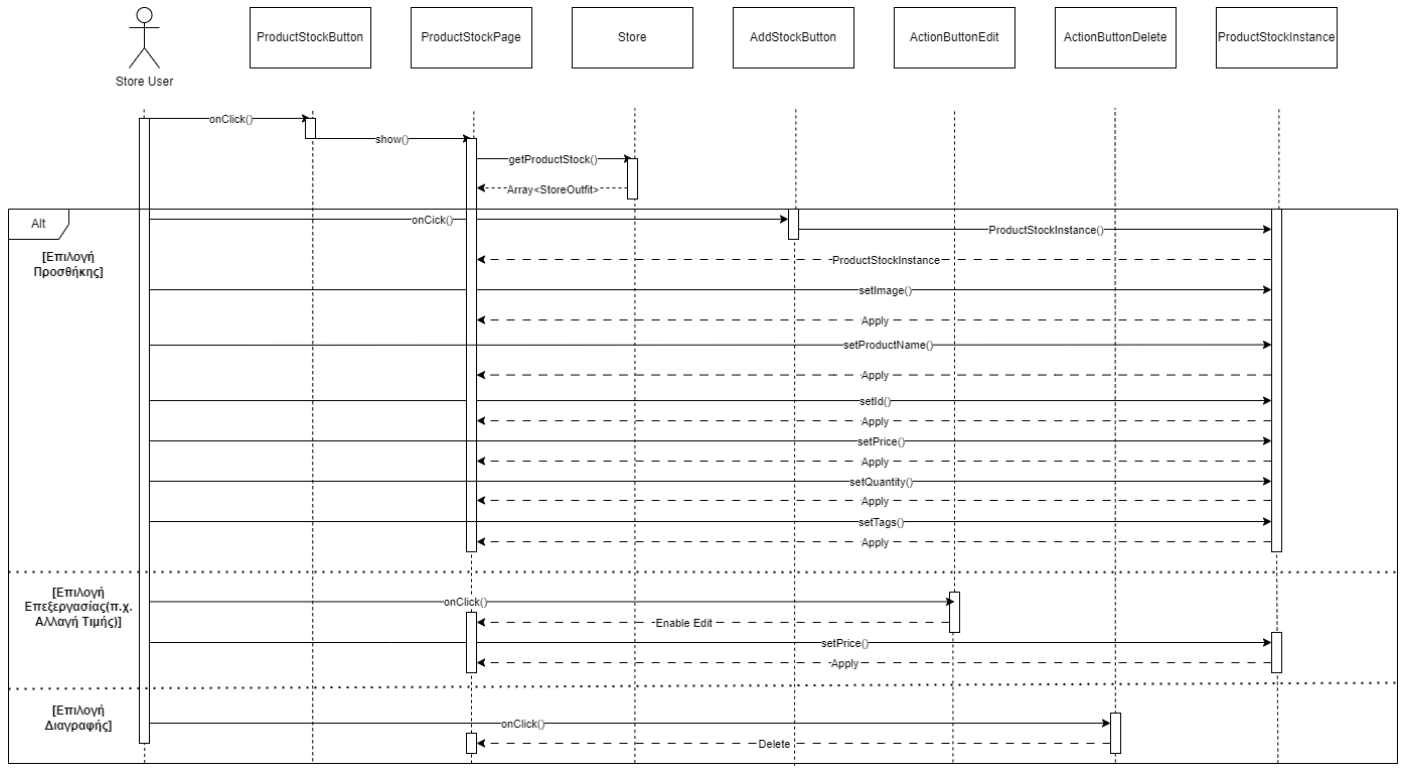 ProductStockButton
ProductStockPage
Store
AddStockButton
ActionButtonEdit
ActionButtonDelete
ProductStockInstance
Store User
onClick()
show()
getProductStock()
Array<StoreOutfit>
Alt
onCick()
ProductStockInstance()
[Επιλογή
Προσθήκης]
ProductStockInstance
setImage()
Apply
setProductName()
Apply
setId()
Apply
setPrice()
Apply
setQuantity()
Apply
setTags()
Apply
[Επιλογή
Επεξεργασίας(π.χ.
Αλλαγή Τιμής)]
onClick()
Enable Edit
setPrice()
Apply
[Επιλογή
Διαγραφής]
onClick()
Delete